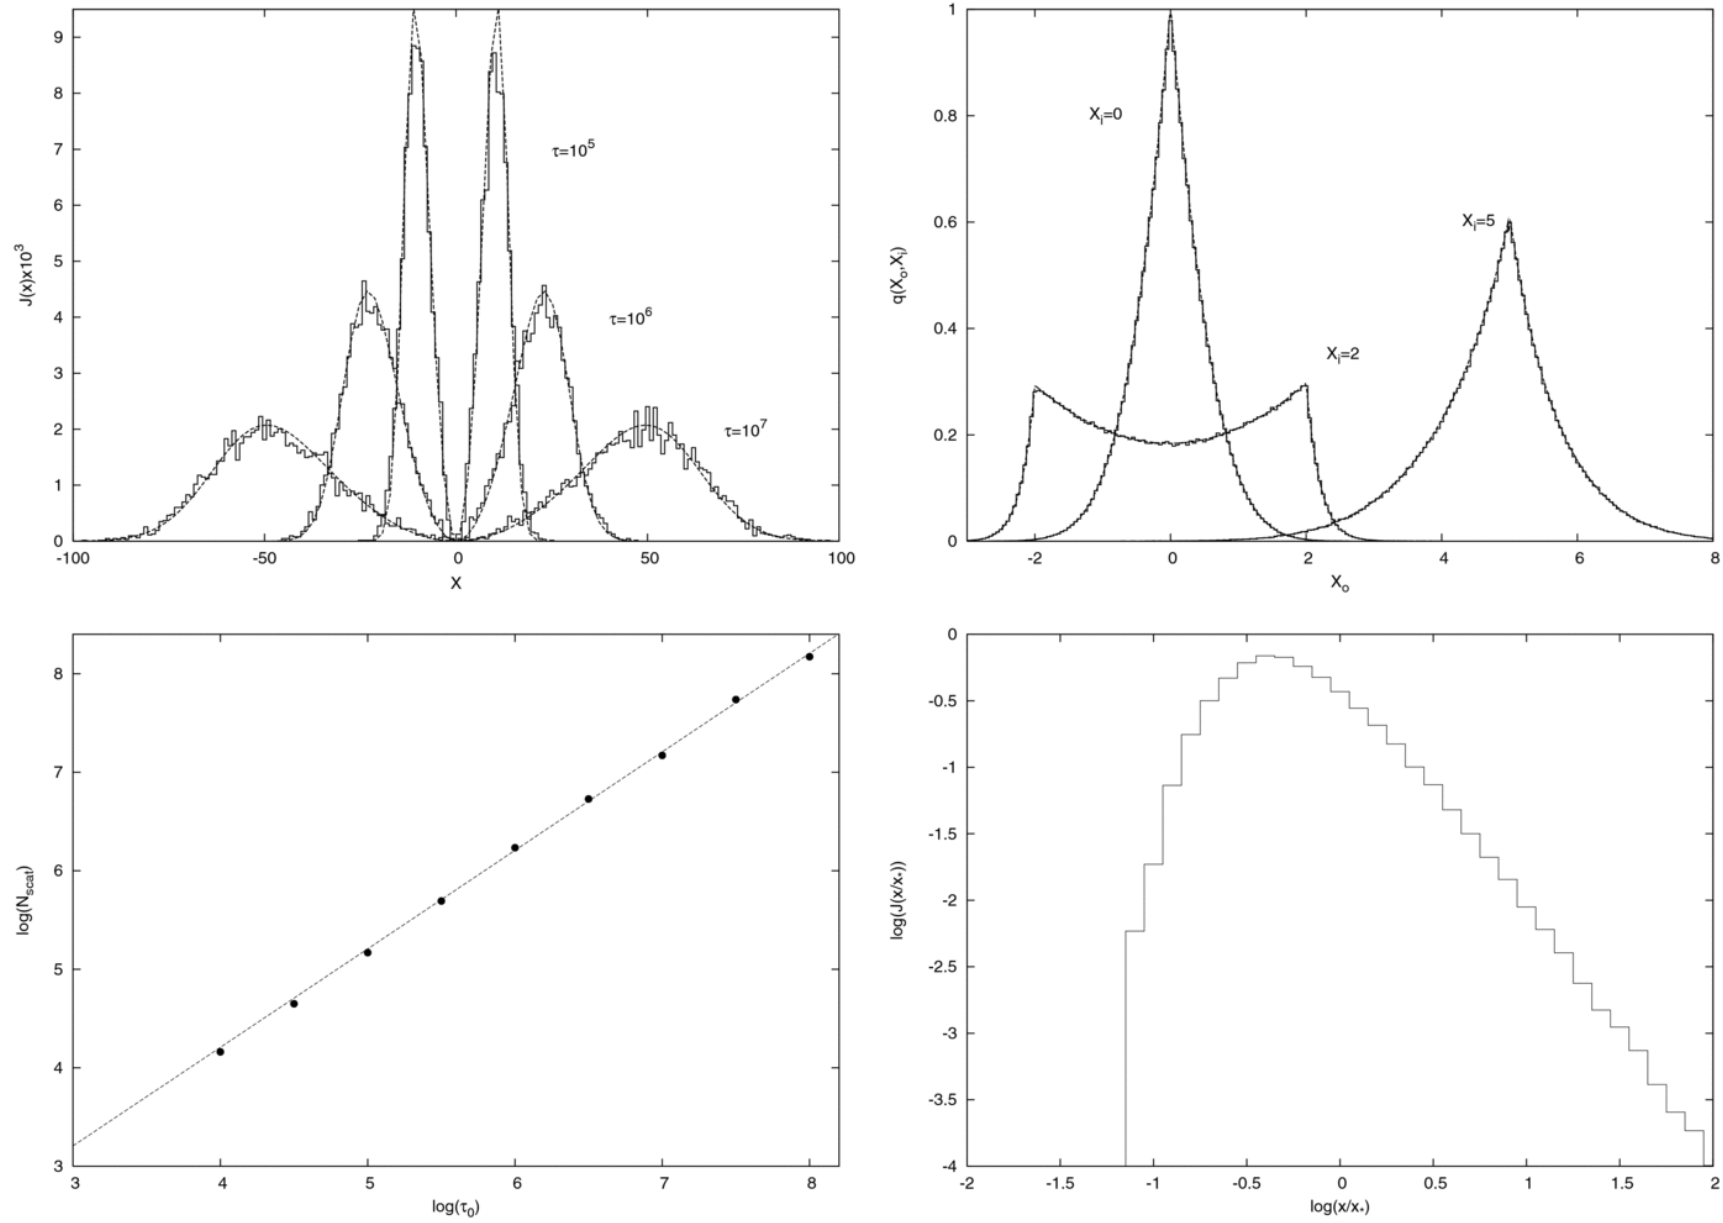 9
8
7
6
5
4
3
2
1
0
J(x)x10³
τ=10⁵
τ=10⁶
τ=10⁷
-100 -50 0 50 100
X
1
0.8
0.6
0.4
0.2
0
q(Xₒ,Xᵢ)
Xᵢ=0
Xᵢ=5
Xᵢ=2
-2 0 2 4 6 8
Xₒ
8
7
6
5
4
3
log(N_scat)
3 4 5 6 7 8
log(τ₀)
0
-0.5
-1
-1.5
-2
-2.5
-3
-3.5
-4
log(J(x/x*))
-2 -1.5 -1 -0.5 0 0.5 1 1.5 2
log(x/x*)